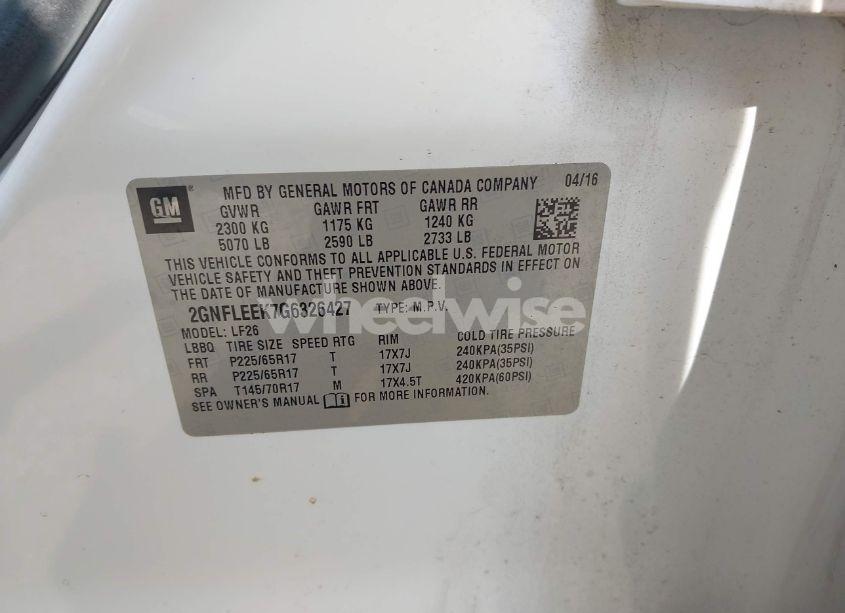 GM
MFD BY GENERAL MOTORS OF CANADA COMPANY 04/16
GVWR GAWR FRT GAWR RR
2300 KG 1175 KG 1240 KG
5070 LB 2590 LB 2733 LB
THIS VEHICLE CONFORMS TO ALL APPLICABLE U.S. FEDERAL MOTOR
VEHICLE SAFETY AND THEFT PREVENTION STANDARDS IN EFFECT ON
THE DATE OF MANUFACTURE SHOWN ABOVE.
2GNFLEEK7G6326427 TYPE: M.P.V.
wheelwise
MODEL: LF26
LBBQ TIRE SIZE SPEED RTG RIM COLD TIRE PRESSURE
FRT P225/65R17 T 17X7J 240KPA(35PSI)
RR P225/65R17 T 17X7J 240KPA(35PSI)
SPA T145/70R17 M 17X4.5T 420KPA(60PSI)
SEE OWNER'S MANUAL FOR MORE INFORMATION.